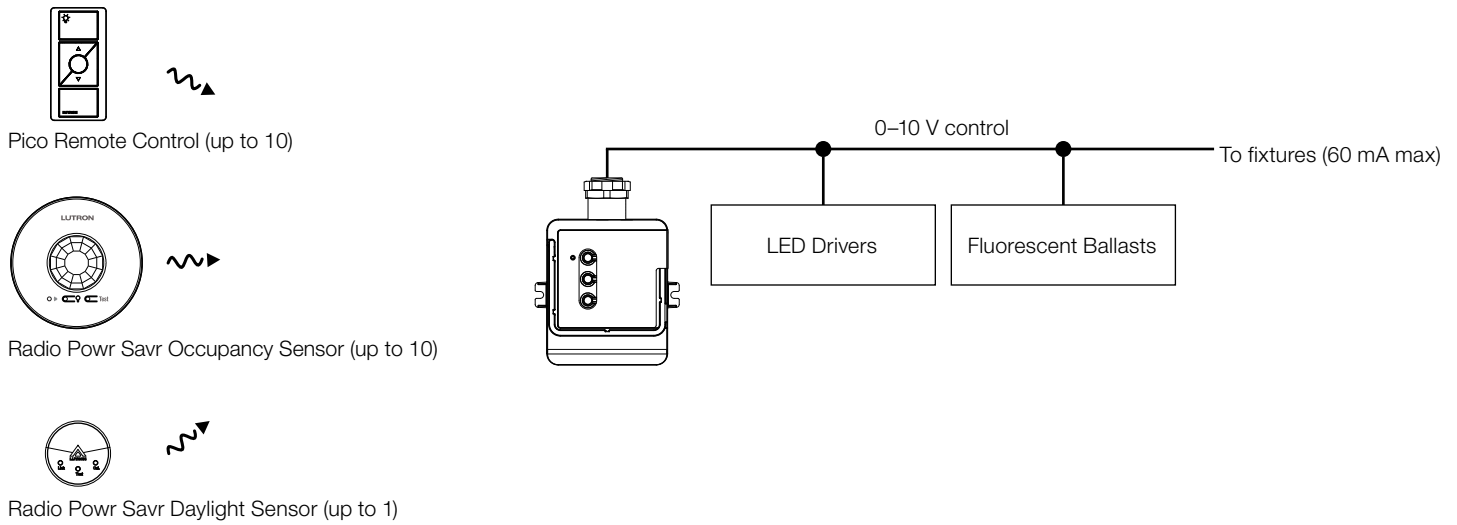 Pico Remote Control (up to 10)
LUTRON
Test
Radio Powr Savr Occupancy Sensor (up to 10)
Radio Powr Savr Daylight Sensor (up to 1)
0–10 V control
To fixtures (60 mA max)
LED Drivers
Fluorescent Ballasts